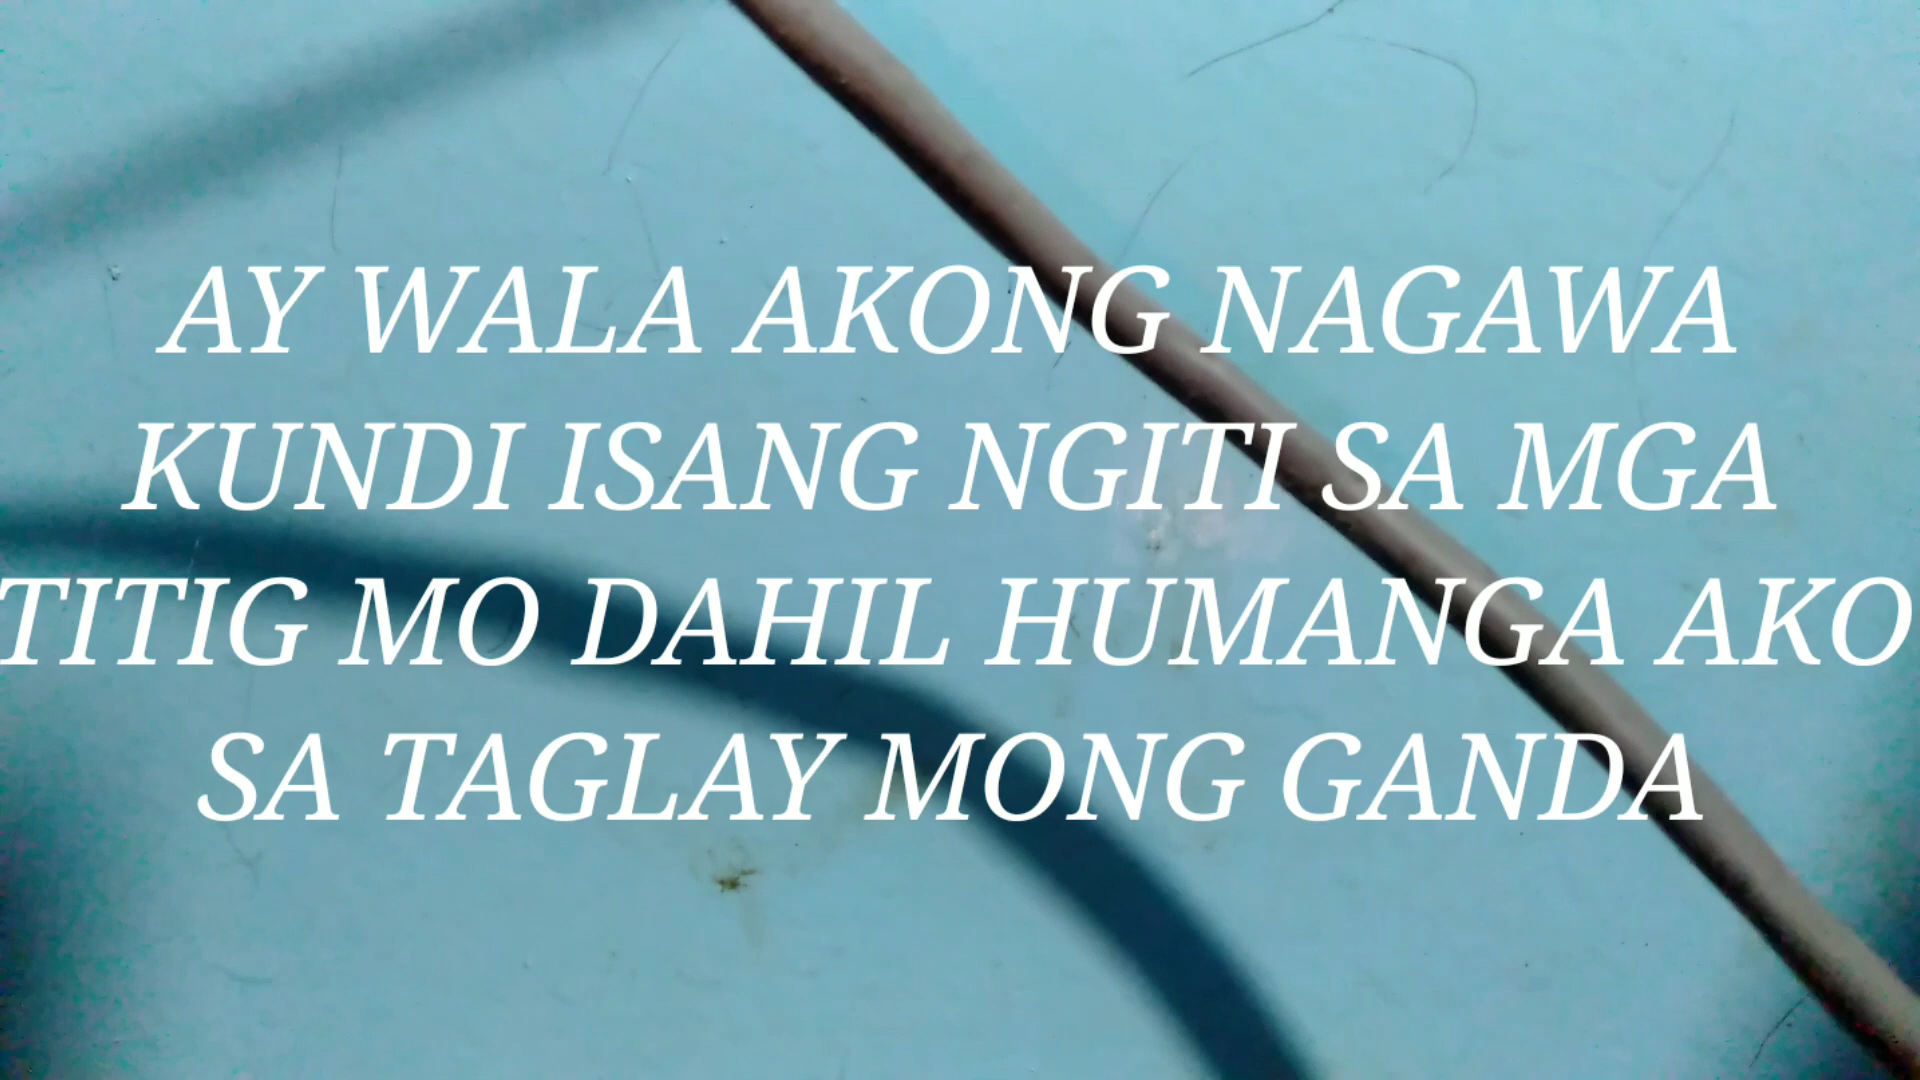 AY WALA AKONG NAGAWA
KUNDI ISANG NGITI SA MGA
TITIG MO DAHIL HUMANGA AKO
SA TAGLAY MONG GANDA